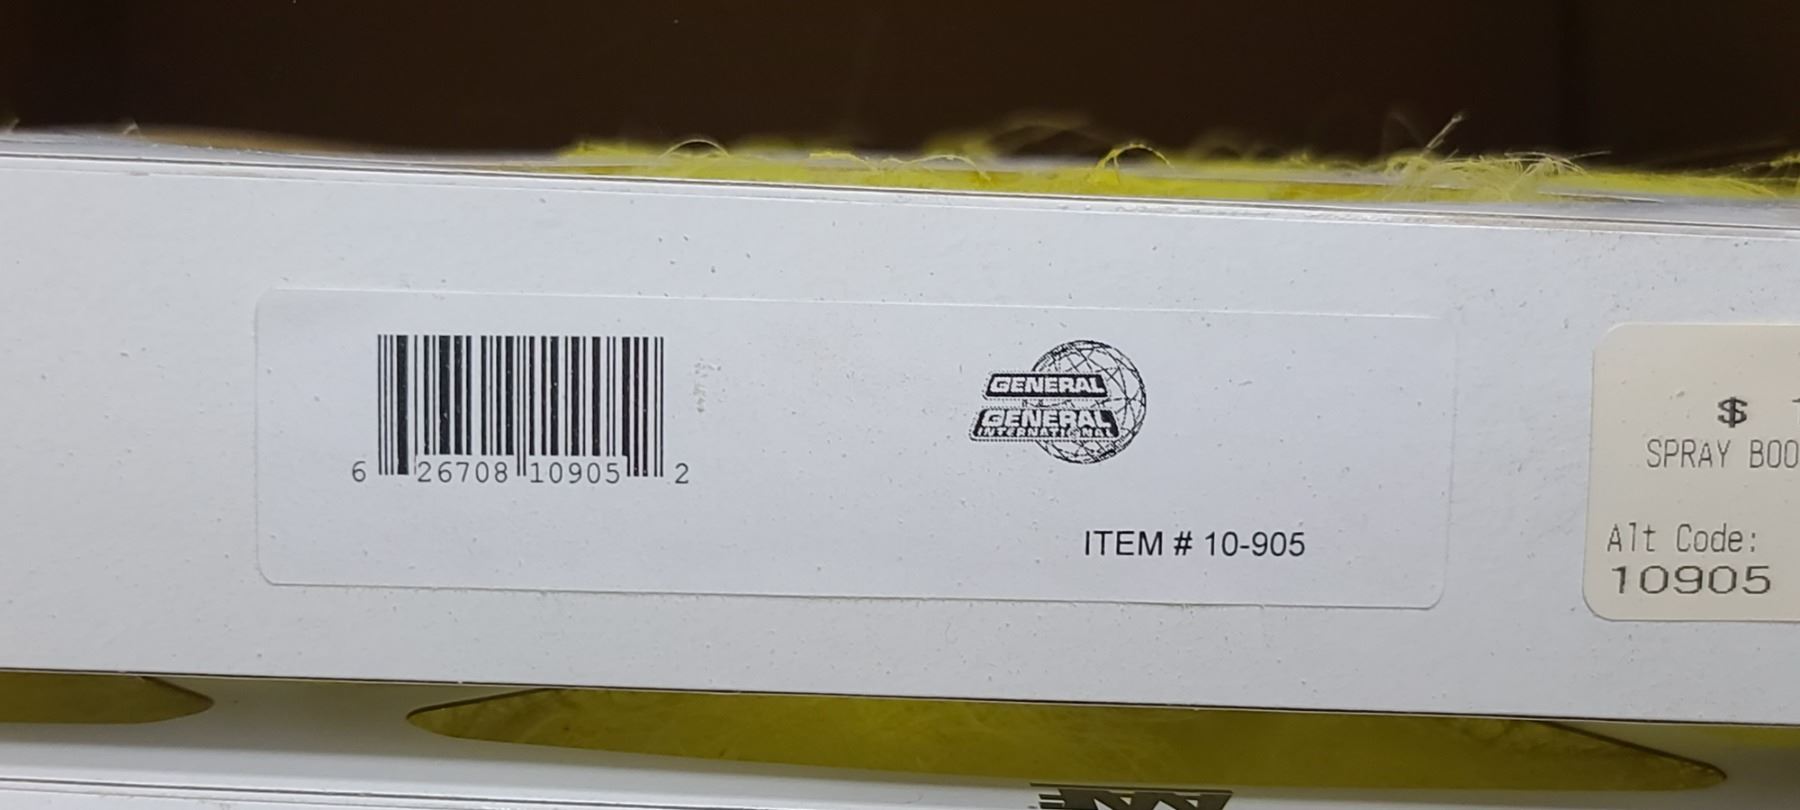 6 26708 10905 2
GENERAL
GENERAL
INTERNATIONAL
ITEM # 10-905
$
SPRAY BOO
Alt Code:
10905